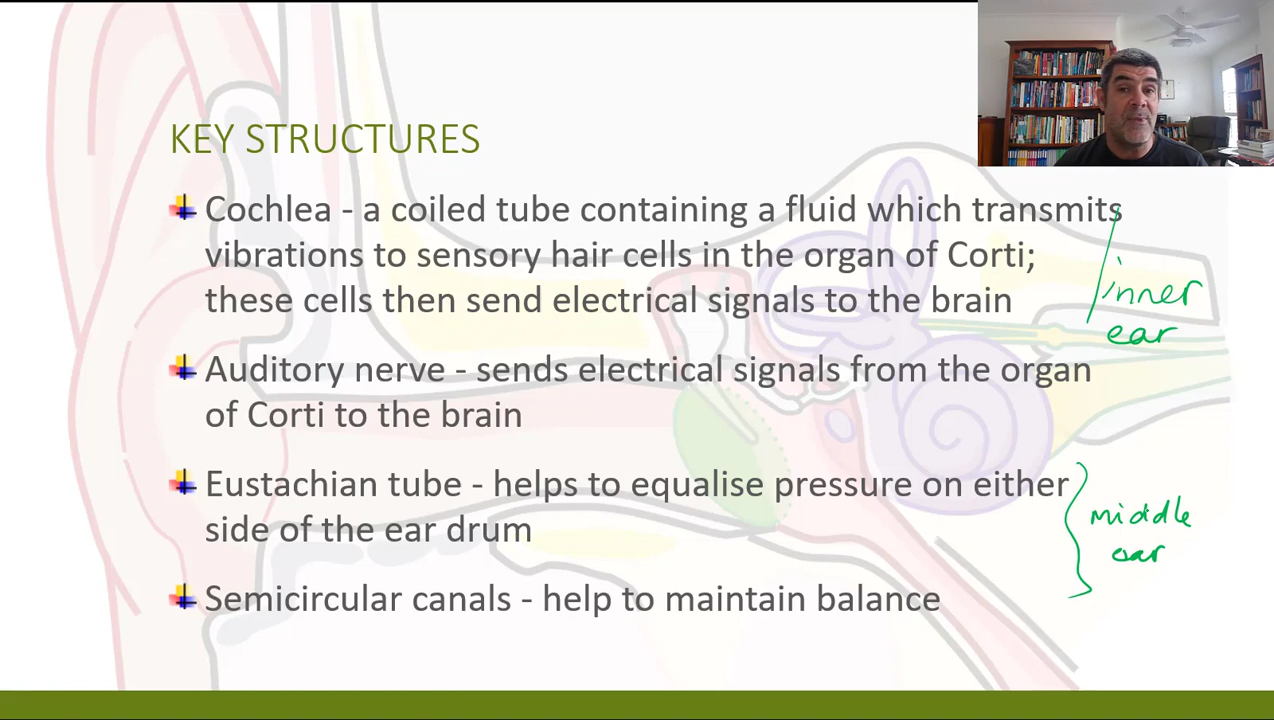 KEY STRUCTURES
Cochlea - a coiled tube containing a fluid which transmits
vibrations to sensory hair cells in the organ of Corti;
these cells then send electrical signals to the brain
inner
ear
Auditory nerve - sends electrical signals from the organ
of Corti to the brain
Eustachian tube - helps to equalise pressure on either
side of the ear drum
middle
ear
Semicircular canals - help to maintain balance